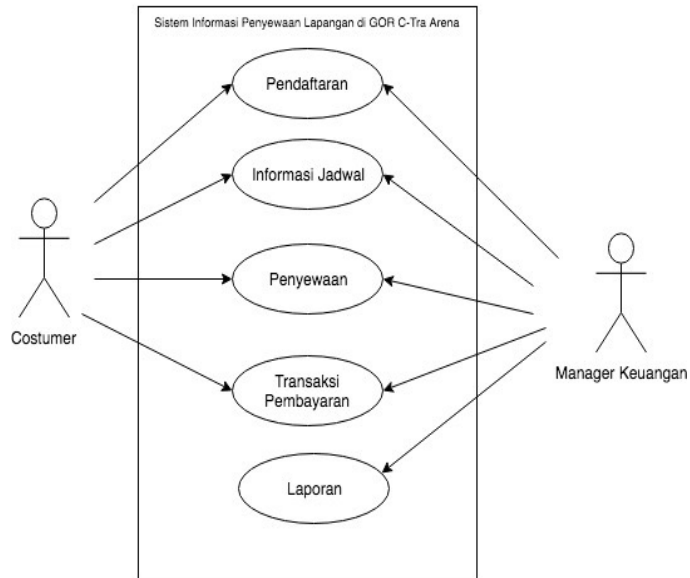 Sistem Informasi Penyewaan Lapangan di GOR C-Tra Arena
Pendaftaran
Informasi Jadwal
Penyewaan
Costumer
Manager Keuangan
Transaksi
Pembayaran
Laporan